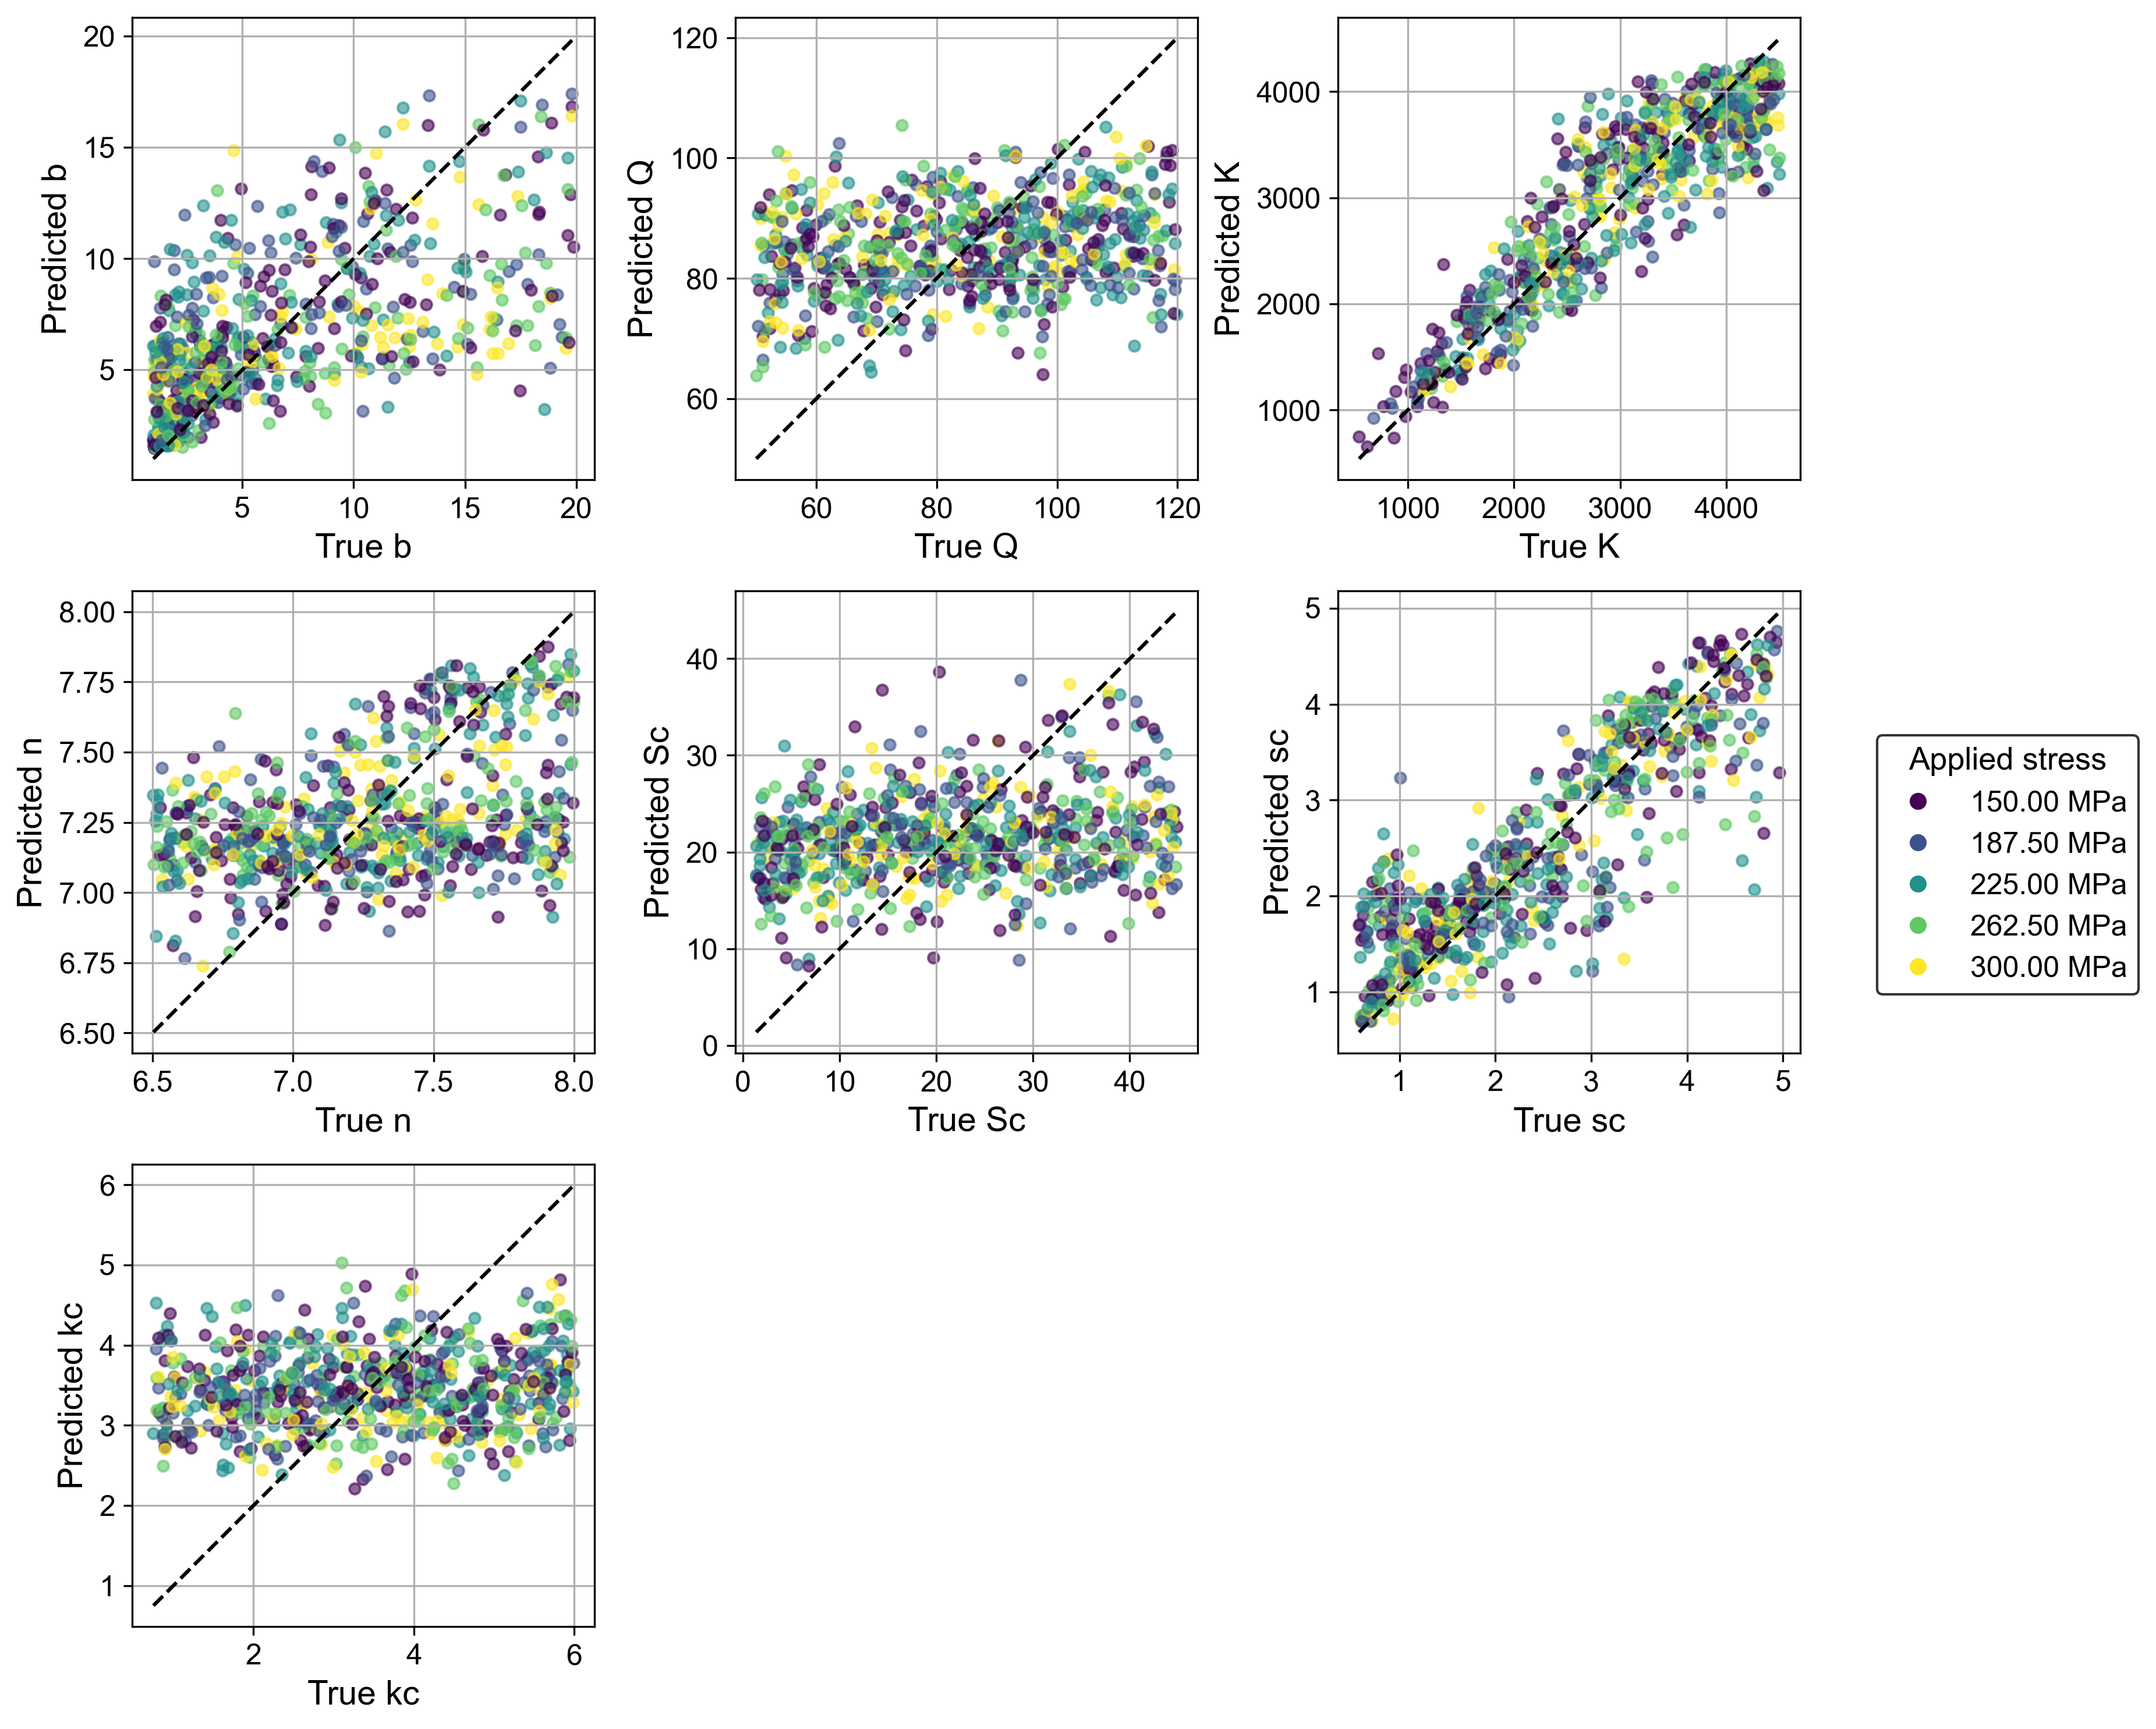 20
15
10
5
Predicted b
5 10 15 20
True b
120
100
80
60
Predicted Q
60 80 100 120
True Q
4000
3000
2000
1000
Predicted K
1000 2000 3000 4000
True K
8.00
7.75
7.50
7.25
7.00
6.75
6.50
Predicted n
6.5 7.0 7.5 8.0
True n
40
30
20
10
0
Predicted Sc
0 10 20 30 40
True Sc
5
4
3
2
1
Predicted sc
1 2 3 4 5
True sc
Applied stress
150.00 MPa
187.50 MPa
225.00 MPa
262.50 MPa
300.00 MPa
6
5
4
3
2
1
Predicted kc
2 4 6
True kc